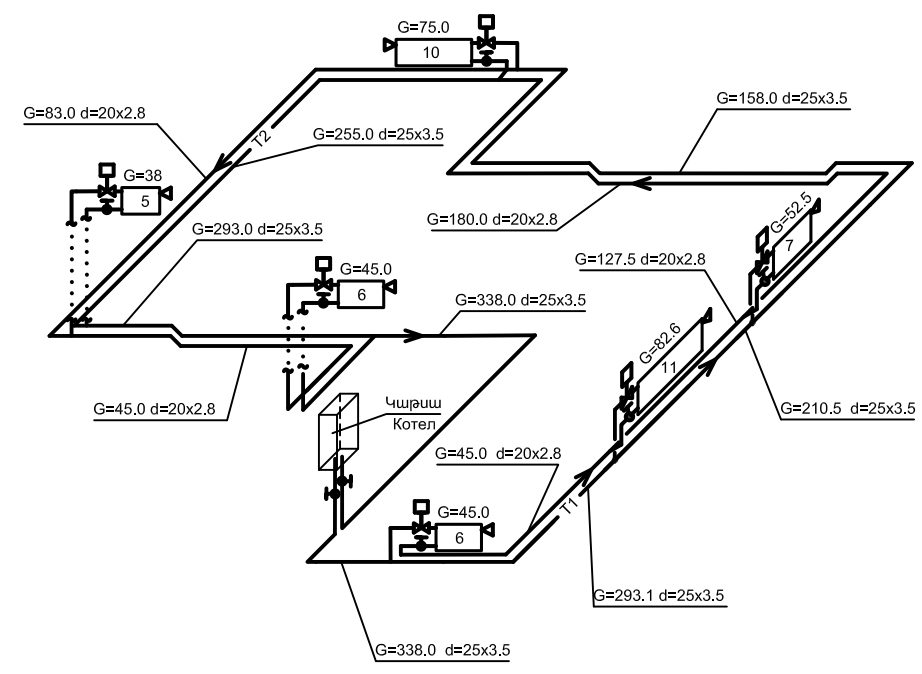 G=75.0
10
G=83.0 d=20x2.8
T2
G=255.0 d=25x3.5
G=158.0 d=25x3.5
G=38
5
G=180.0 d=20x2.8
G=52.5
7
G=293.0 d=25x3.5
G=127.5 d=20x2.8
G=45.0
6
G=338.0 d=25x3.5
G=82.6
11
G=45.0 d=20x2.8
Կաթսա
Котел
G=210.5 d=25x3.5
G=45.0 d=20x2.8
G=45.0
6
T1
G=293.1 d=25x3.5
G=338.0 d=25x3.5